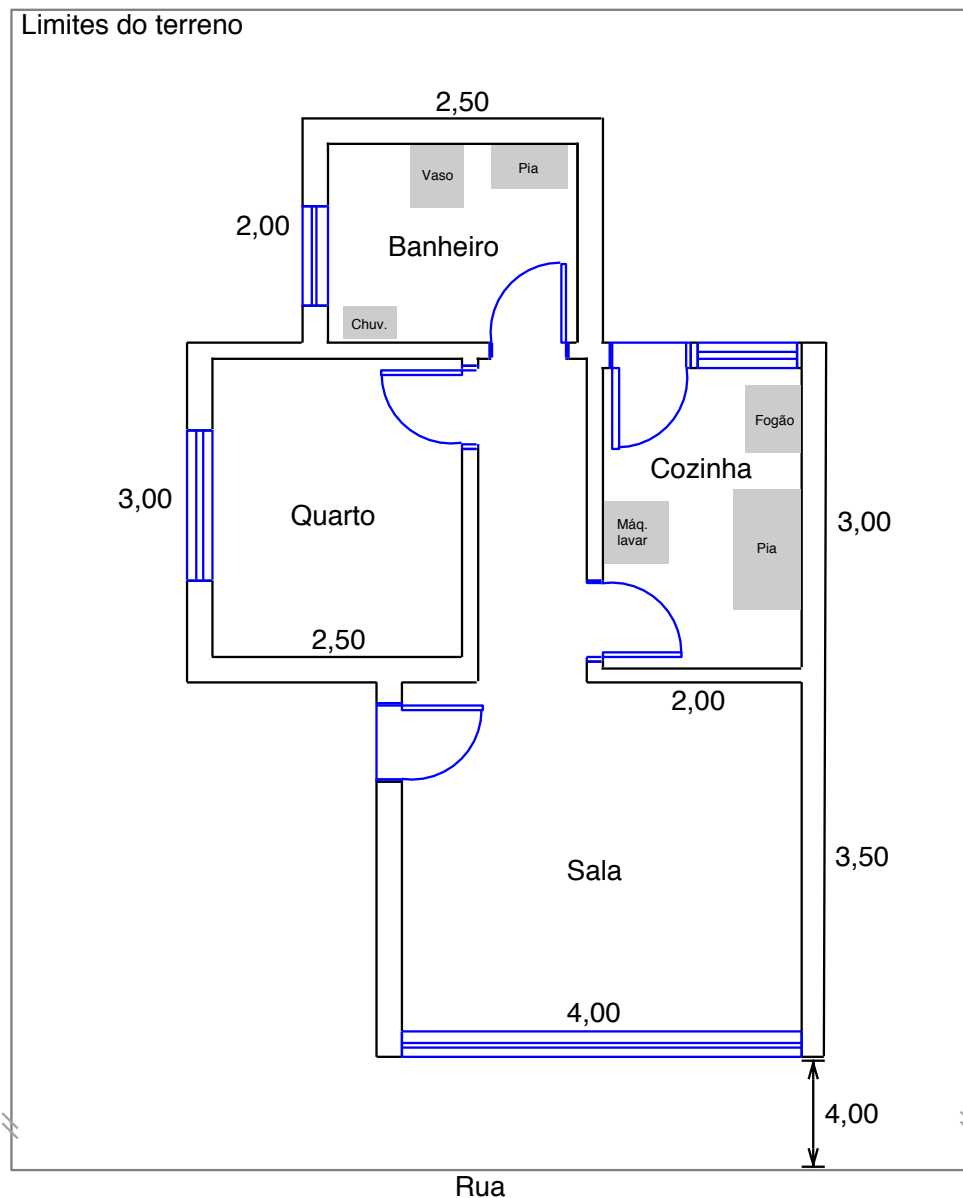 Limites do terreno
2,50
Vaso
Pia
2,00
Banheiro
Chuv.
Fogão
Cozinha
3,00
Quarto
Máq.
lavar
Pia
3,00
2,50
2,00
Sala
3,50
4,00
4,00
Rua